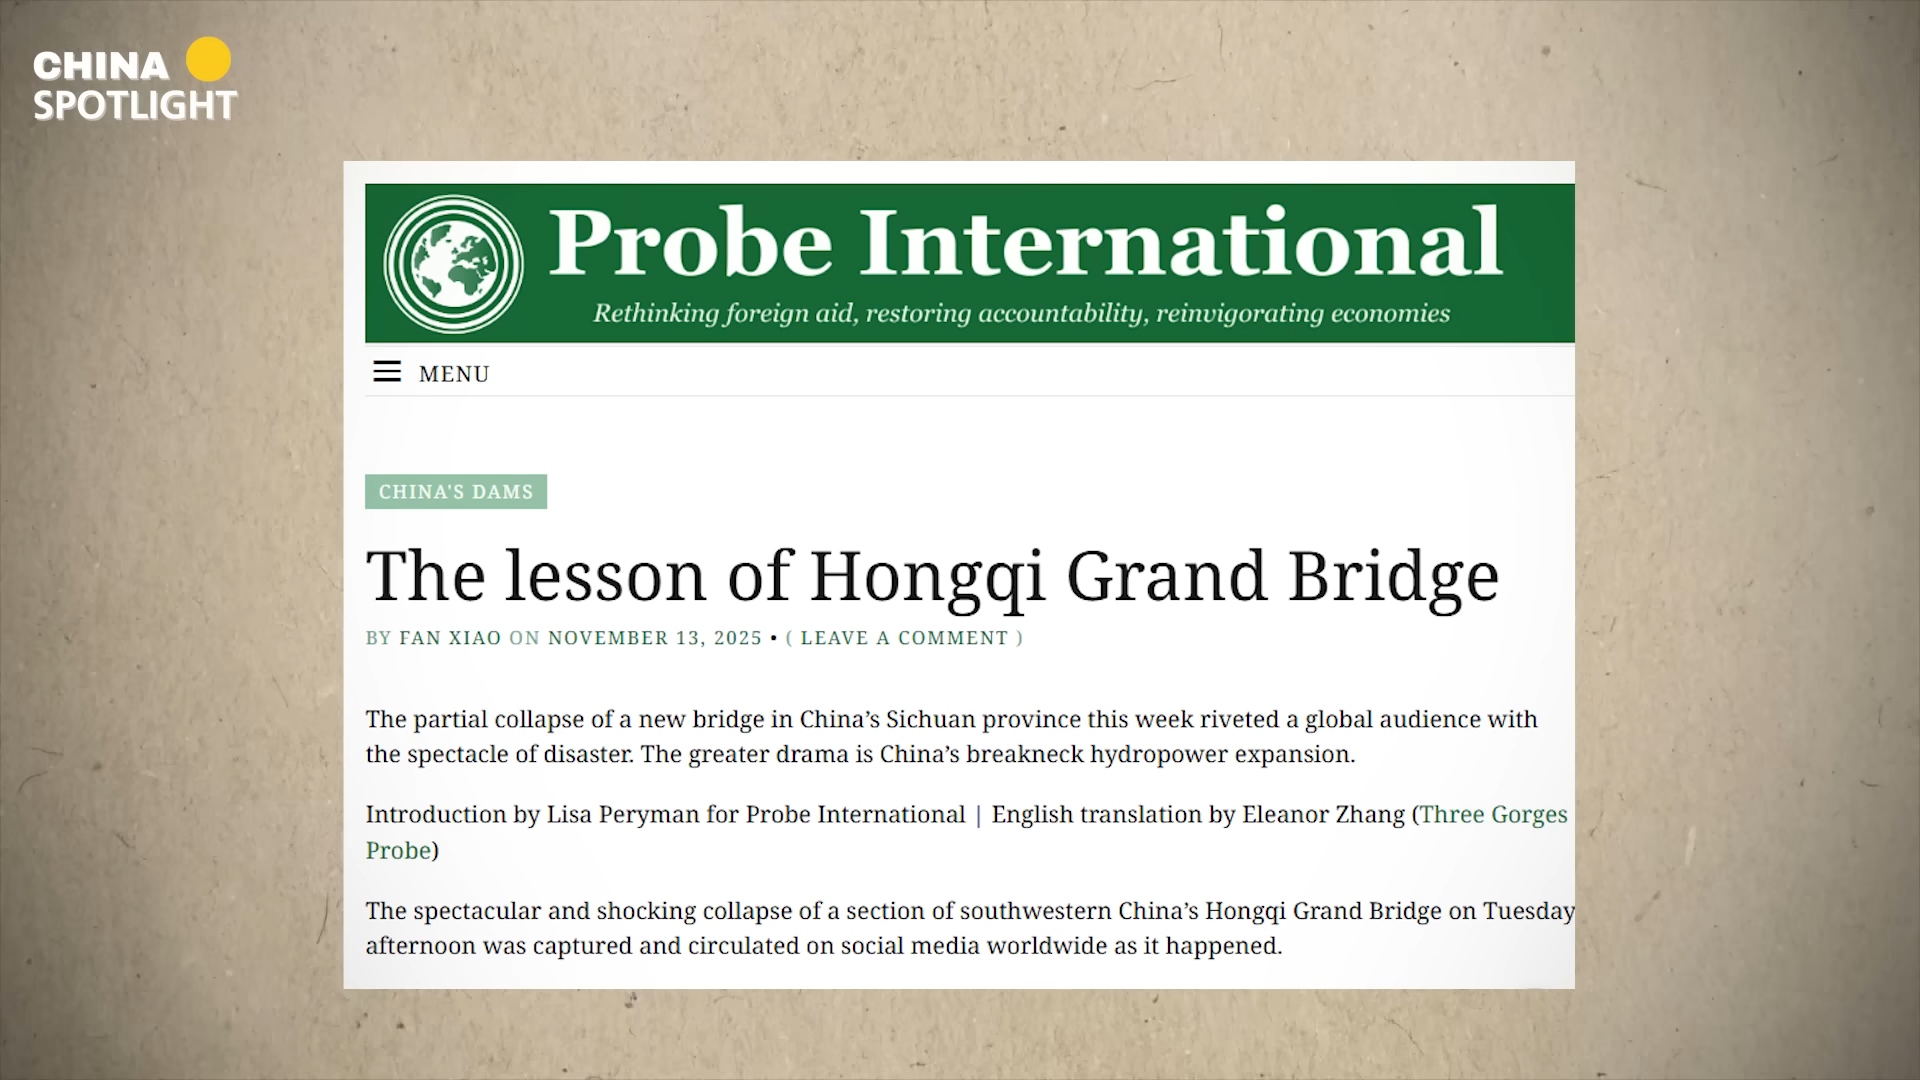 CHINA
SPOTLIGHT
Probe International
Rethinking foreign aid, restoring accountability, reinvigorating economies
MENU
CHINA'S DAMS
The lesson of Hongqi Grand Bridge
BY FAN XIAO ON NOVEMBER 13, 2025 • ( LEAVE A COMMENT )
The partial collapse of a new bridge in China’s Sichuan province this week riveted a global audience with
the spectacle of disaster. The greater drama is China’s breakneck hydropower expansion.
Introduction by Lisa Peryman for Probe International | English translation by Eleanor Zhang (Three Gorges
Probe)
The spectacular and shocking collapse of a section of southwestern China’s Hongqi Grand Bridge on Tuesday
afternoon was captured and circulated on social media worldwide as it happened.